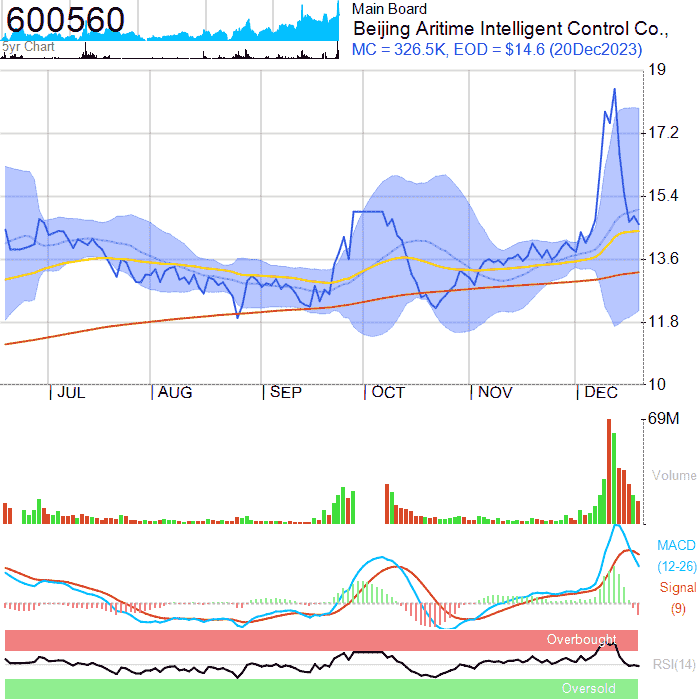 600560
5yr Chart
Main Board
Beijing Aritime Intelligent Control Co.,
MC = 326.5K, EOD = $14.6 (20Dec2023)
19
17.2
15.4
13.6
11.8
10
JUL AUG SEP OCT NOV DEC
69M
Volume
MACD
(12-26)
Signal
(9)
Overbought
RSI(14)
Oversold